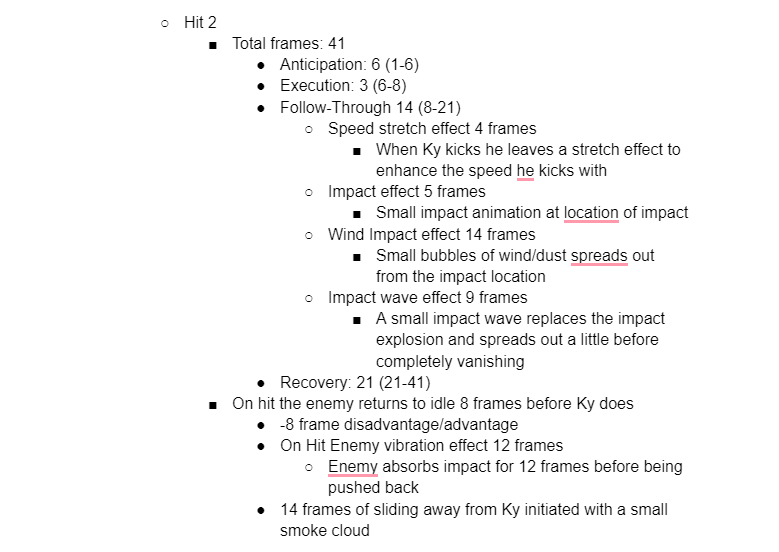 Hit 2
Total frames: 41
Anticipation: 6 (1-6)
Execution: 3 (6-8)
Follow-Through 14 (8-21)
Speed stretch effect 4 frames
When Ky kicks he leaves a stretch effect to
enhance the speed he kicks with
Impact effect 5 frames
Small impact animation at location of impact
Wind Impact effect 14 frames
Small bubbles of wind/dust spreads out
from the impact location
Impact wave effect 9 frames
A small impact wave replaces the impact
explosion and spreads out a little before
completely vanishing
Recovery: 21 (21-41)
On hit the enemy returns to idle 8 frames before Ky does
-8 frame disadvantage/advantage
On Hit Enemy vibration effect 12 frames
Enemy absorbs impact for 12 frames before being
pushed back
14 frames of sliding away from Ky initiated with a small
smoke cloud